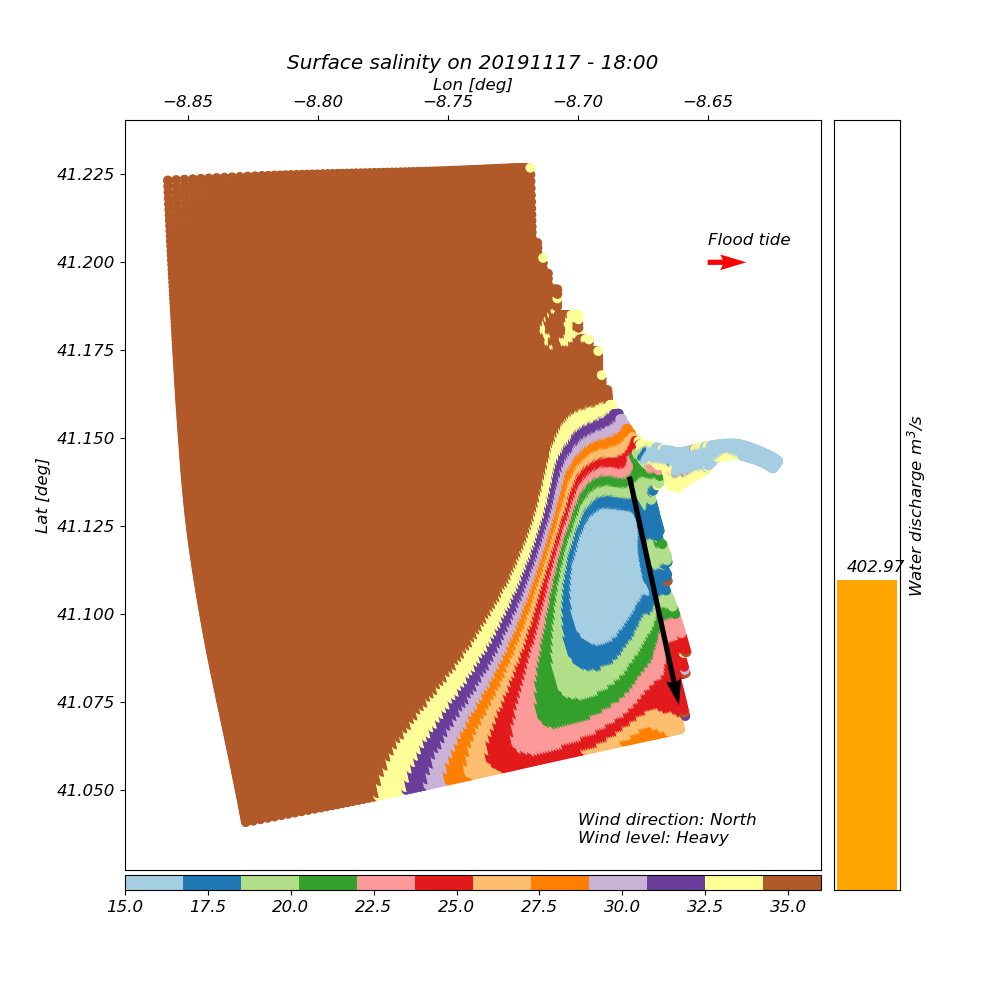 Surface salinity on 20191117 - 18:00
Lon [deg]
−8.85 −8.80 −8.75 −8.70 −8.65
41.225
41.200
41.175
41.150
41.125
41.100
41.075
41.050
Lat [deg]
Flood tide
Wind direction: North
Wind level: Heavy
402.97
Water discharge m³/s
15.0 17.5 20.0 22.5 25.0 27.5 30.0 32.5 35.0